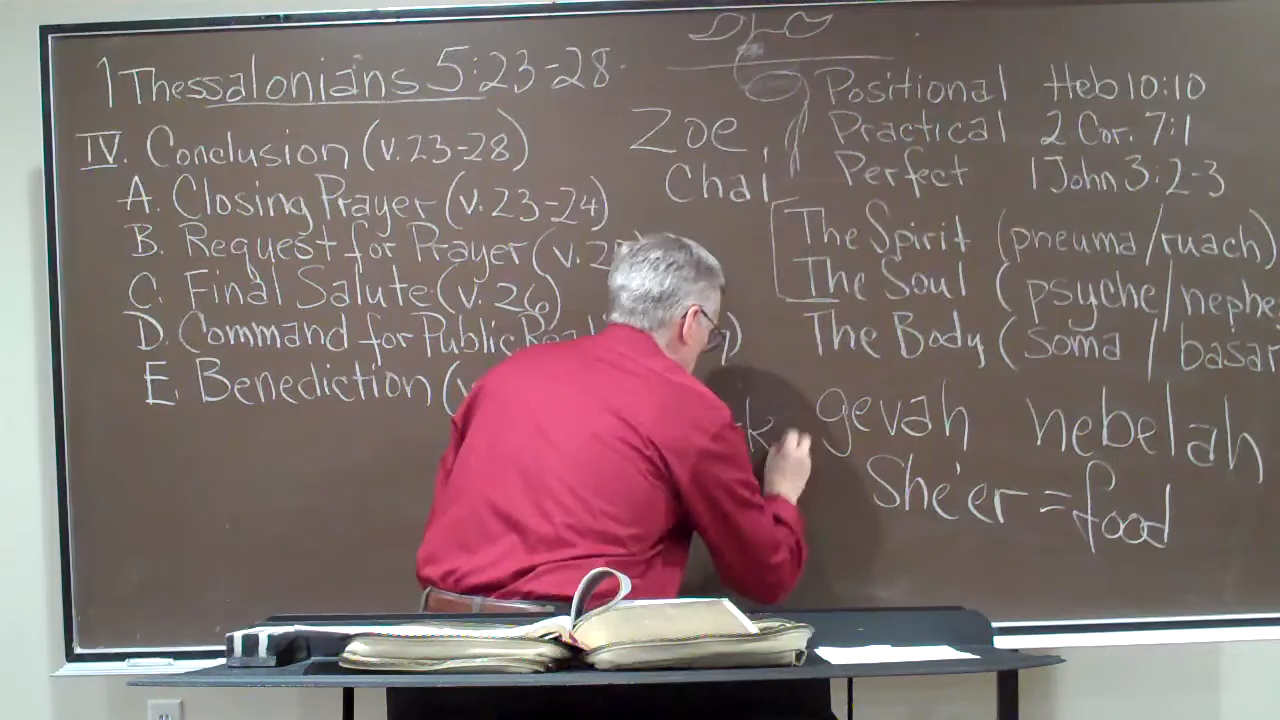 1 Thessalonians 5:23-28
IV. Conclusion (v.23-28)
A. Closing Prayer (v. 23-24)
B. Request for Prayer (v. 2
C. Final Salute (v. 26)
D. Command for Public
E. Benediction (v
Zoe
Chai
Positional Heb 10:10
Practical 2 Cor. 7:1
Perfect 1 John 3:2-3
The Spirit (pneuma/ruach)
The Soul (psyche/nephe
The Body (soma/basar
gevah nebelah
She'er = food